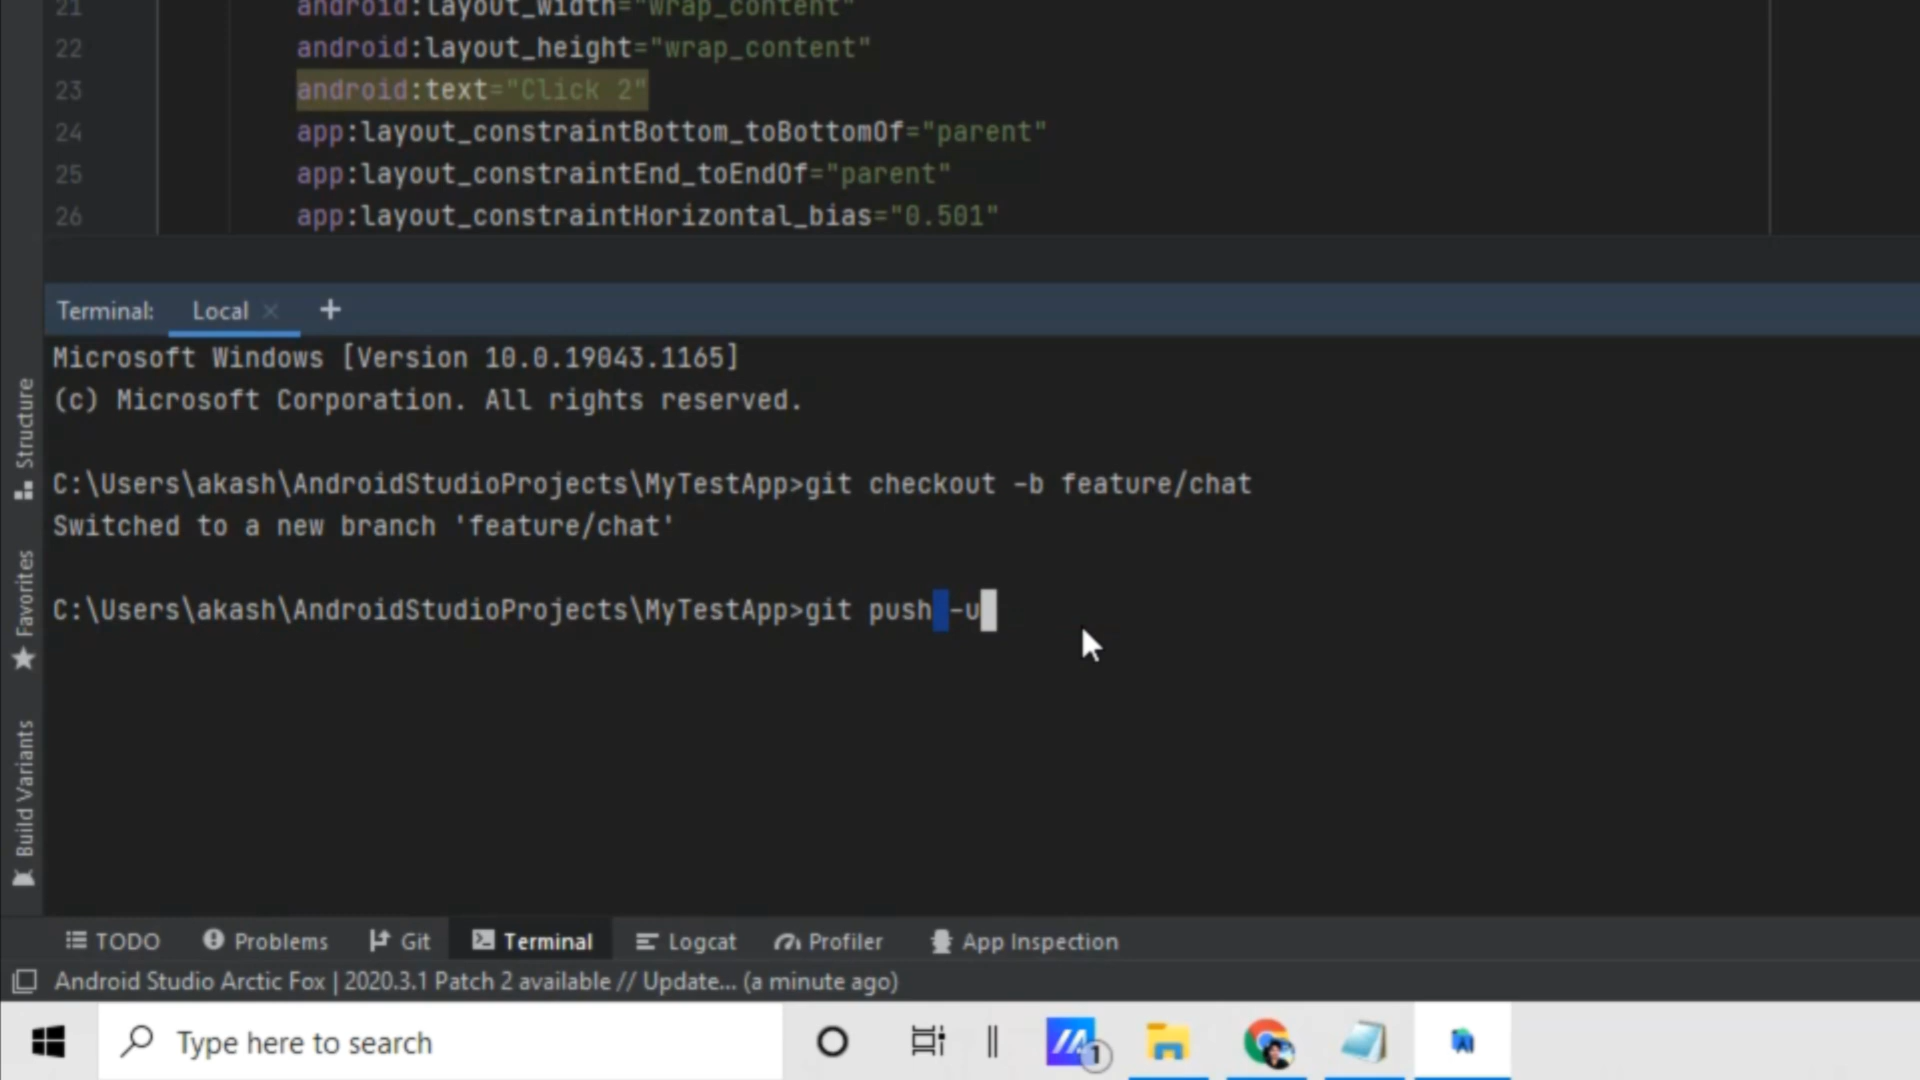 21 android:layout_width="wrap_content"
22 android:layout_height="wrap_content"
23 android:text="Click 2"
24 app:layout_constraintBottom_toBottomOf="parent"
25 app:layout_constraintEnd_toEndOf="parent"
26 app:layout_constraintHorizontal_bias="0.501"
Terminal: Local × +
Microsoft Windows [Version 10.0.19043.1165]
(c) Microsoft Corporation. All rights reserved.
C:\Users\akash\AndroidStudioProjects\MyTestApp>git checkout -b feature/chat
Switched to a new branch 'feature/chat'
C:\Users\akash\AndroidStudioProjects\MyTestApp>git push -u
Structure
Favorites
Build Variants
TODO Problems Git Terminal Logcat Profiler App Inspection
Android Studio Arctic Fox | 2020.3.1 Patch 2 available // Update... (a minute ago)
Type here to search
1